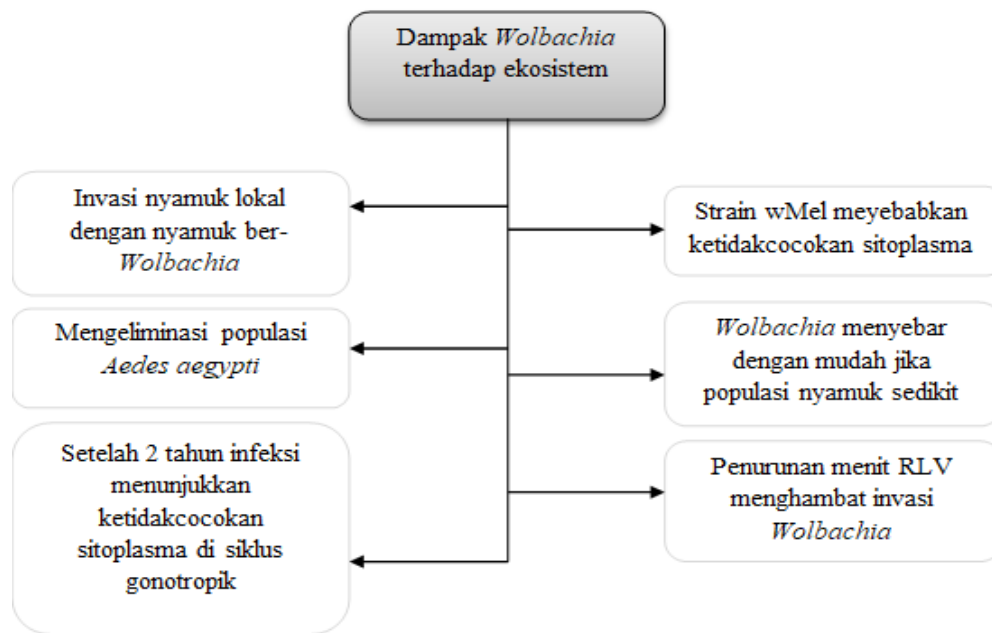 Dampak Wolbachia
terhadap ekosistem
Invasi nyamuk lokal
dengan nyamuk ber-
Wolbachia
Strain wMel meyebabkan
ketidakcocokan sitoplasma
Mengeliminasi populasi
Aedes aegypti
Wolbachia menyebar
dengan mudah jika
populasi nyamuk sedikit
Setelah 2 tahun infeksi
menunjukkan
ketidakcocokan
sitoplasma di siklus
gonotropik
Penurunan menit RLV
menghambat invasi
Wolbachia